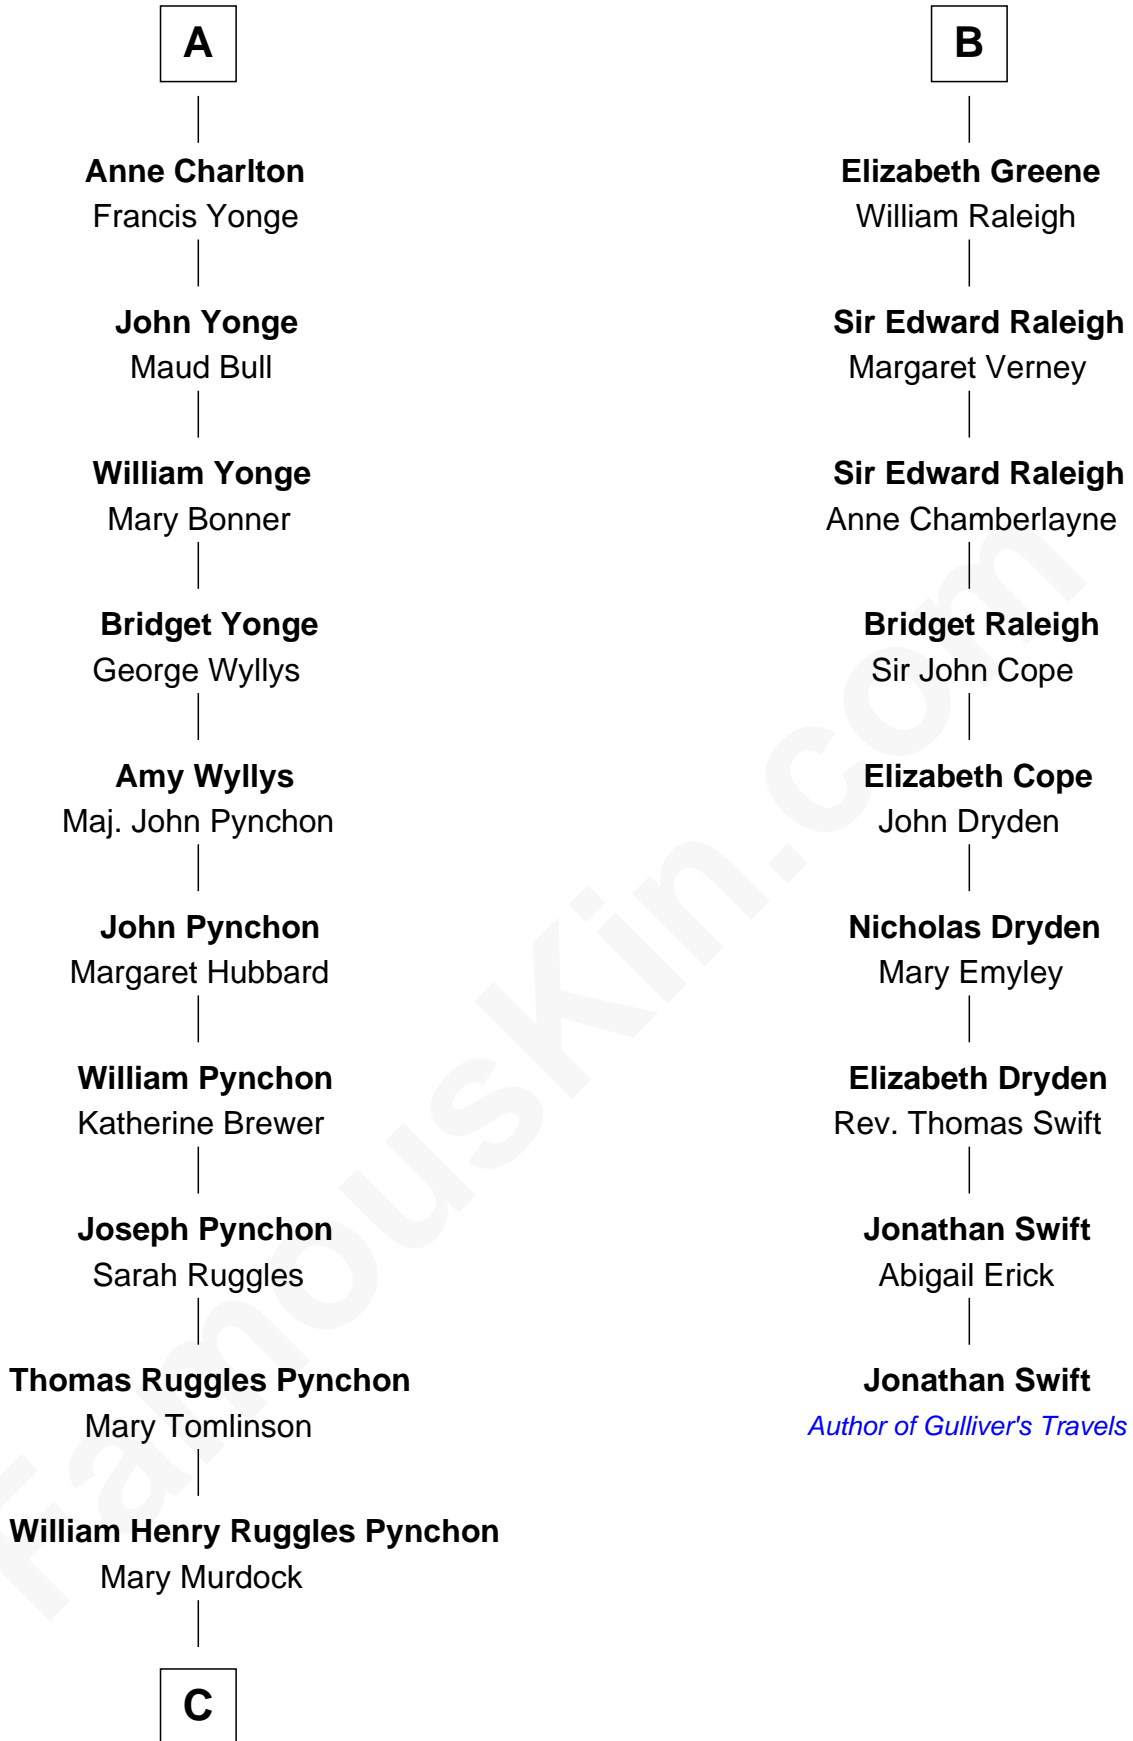 A
Anne Charlton
Francis Yonge
John Yonge
Maud Bull
William Yonge
Mary Bonner
Bridget Yonge
George Wyllys
Amy Wyllys
Maj. John Pynchon
John Pynchon
Margaret Hubbard
William Pynchon
Katherine Brewer
Joseph Pynchon
Sarah Ruggles
Thomas Ruggles Pynchon
Mary Tomlinson
William Henry Ruggles Pynchon
Mary Murdock
C
B
Elizabeth Greene
William Raleigh
Sir Edward Raleigh
Margaret Verney
Sir Edward Raleigh
Anne Chamberlayne
Bridget Raleigh
Sir John Cope
Elizabeth Cope
John Dryden
Nicholas Dryden
Mary Emyley
Elizabeth Dryden
Rev. Thomas Swift
Jonathan Swift
Abigail Erick
Jonathan Swift
Author of Gulliver's Travels
FamousKin.com